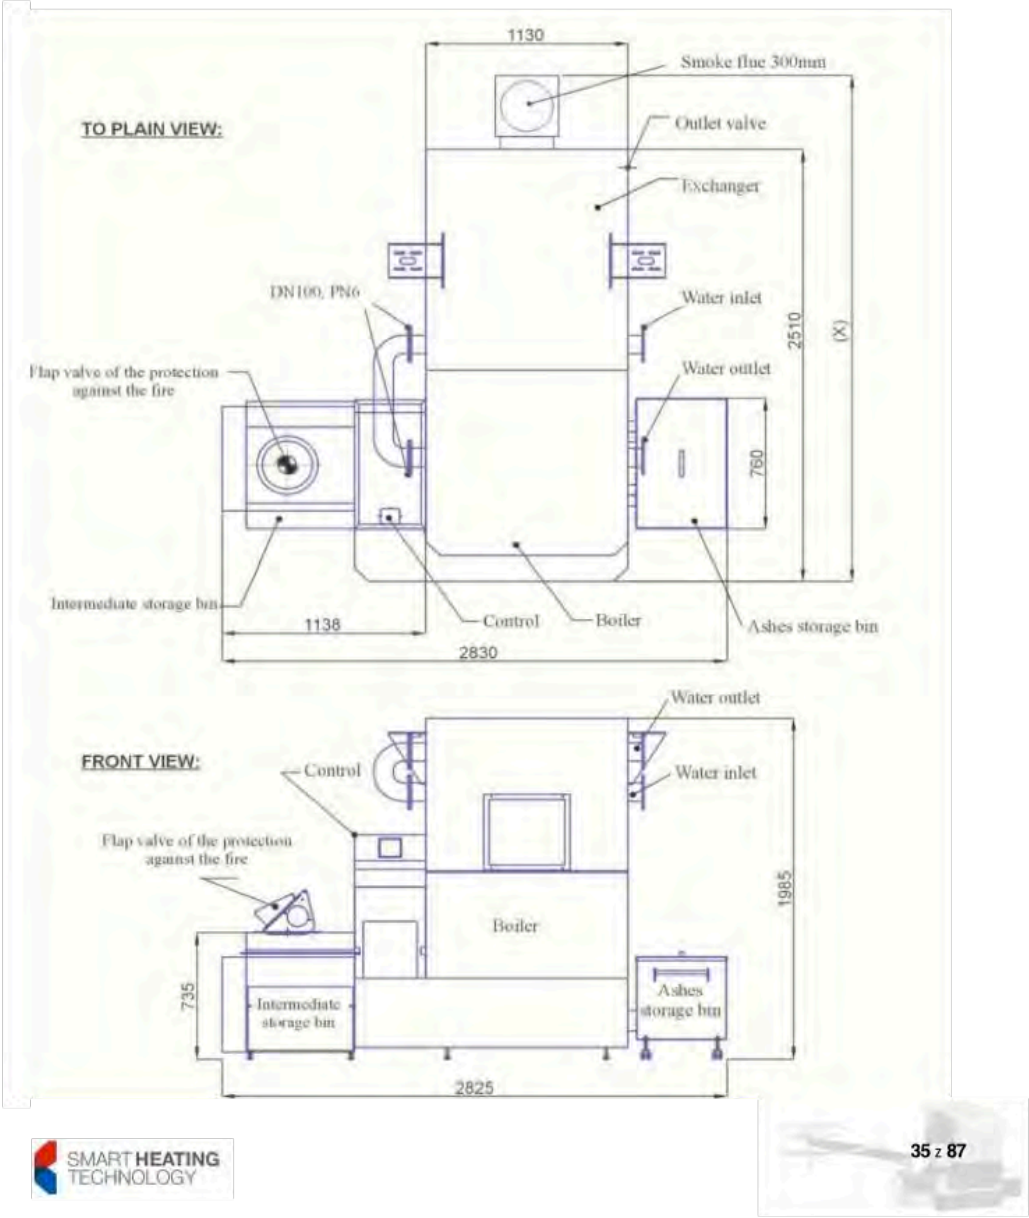 1130
Smoke flue 300mm
TO PLAIN VIEW:
Outlet valve
Exchanger
DN100, PN6
Water inlet
2510
(X)
Flap valve of the protection
against the fire
Water outlet
760
Intermediate storage bin
1138
Control
Boiler
Ashes storage bin
2830
Water outlet
FRONT VIEW:
Control
Water inlet
Flap valve of the protection
against the fire
1985
Boiler
735
Intermediate
storage bin
Ashes
storage bin
2825
SMART HEATING
TECHNOLOGY
35 z 87